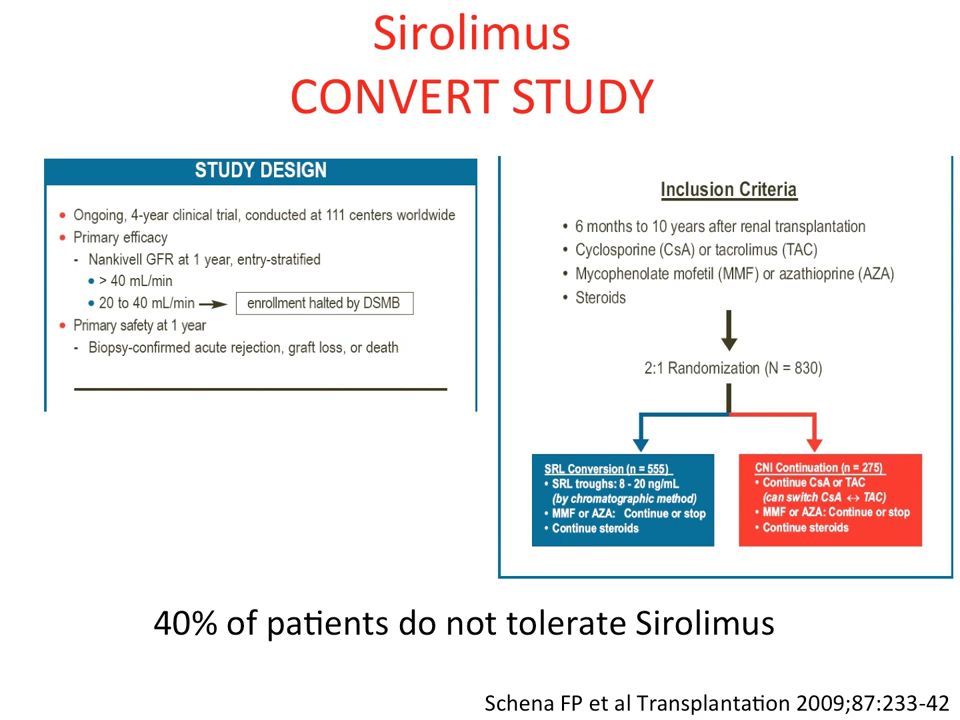 Sirolimus
CONVERT STUDY
STUDY DESIGN
• Ongoing, 4-year clinical trial, conducted at 111 centers worldwide
• Primary efficacy
- Nankivell GFR at 1 year, entry-stratified
• > 40 mL/min
• 20 to 40 mL/min → enrollment halted by DSMB
• Primary safety at 1 year
- Biopsy-confirmed acute rejection, graft loss, or death
Inclusion Criteria
• 6 months to 10 years after renal transplantation
• Cyclosporine (CsA) or tacrolimus (TAC)
• Mycophenolate mofetil (MMF) or azathioprine (AZA)
• Steroids
2:1 Randomization (N = 830)
SRL Conversion (n = 555)
• SRL troughs: 8 - 20 ng/mL
(by chromatographic method)
• MMF or AZA: Continue or stop
• Continue steroids
CNI Continuation (n = 275)
• Continue CsA or TAC
(can switch CsA ↔ TAC)
• MMF or AZA: Continue or stop
• Continue steroids
40% of patients do not tolerate Sirolimus
Schena FP et al Transplantation 2009;87:233-42